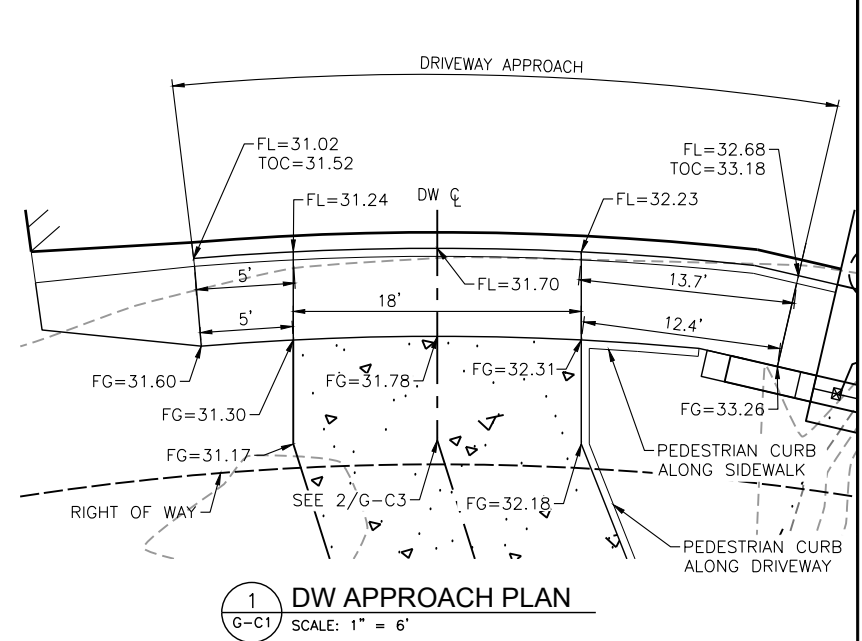 DRIVEWAY APPROACH
FL=31.02
TOC=31.52
FL=32.68
TOC=33.18
FL=31.24
DW ℄
FL=32.23
5'
FL=31.70
13.7'
18'
5'
12.4'
FG=31.60
FG=31.78
FG=32.31
FG=31.30
FG=33.26
FG=31.17
PEDESTRIAN CURB
ALONG SIDEWALK
RIGHT OF WAY
SEE 2/G-C3
FG=32.18
PEDESTRIAN CURB
ALONG DRIVEWAY
1
G-C1
DW APPROACH PLAN
SCALE: 1" = 6'